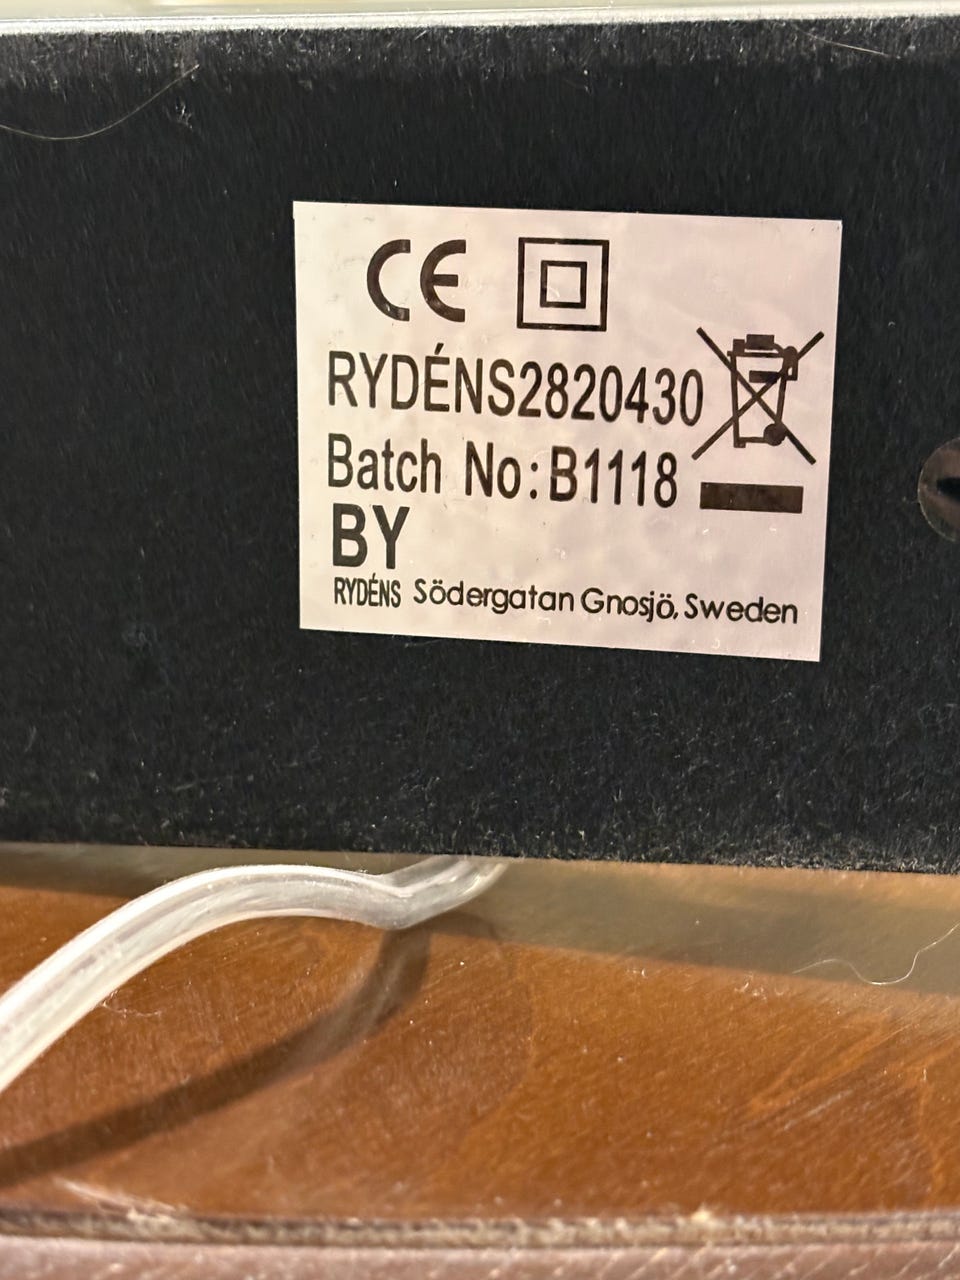 CE
RYDÉNS2820430
Batch No:B1118
BY
RYDÉNS Södergatan Gnosjö, Sweden